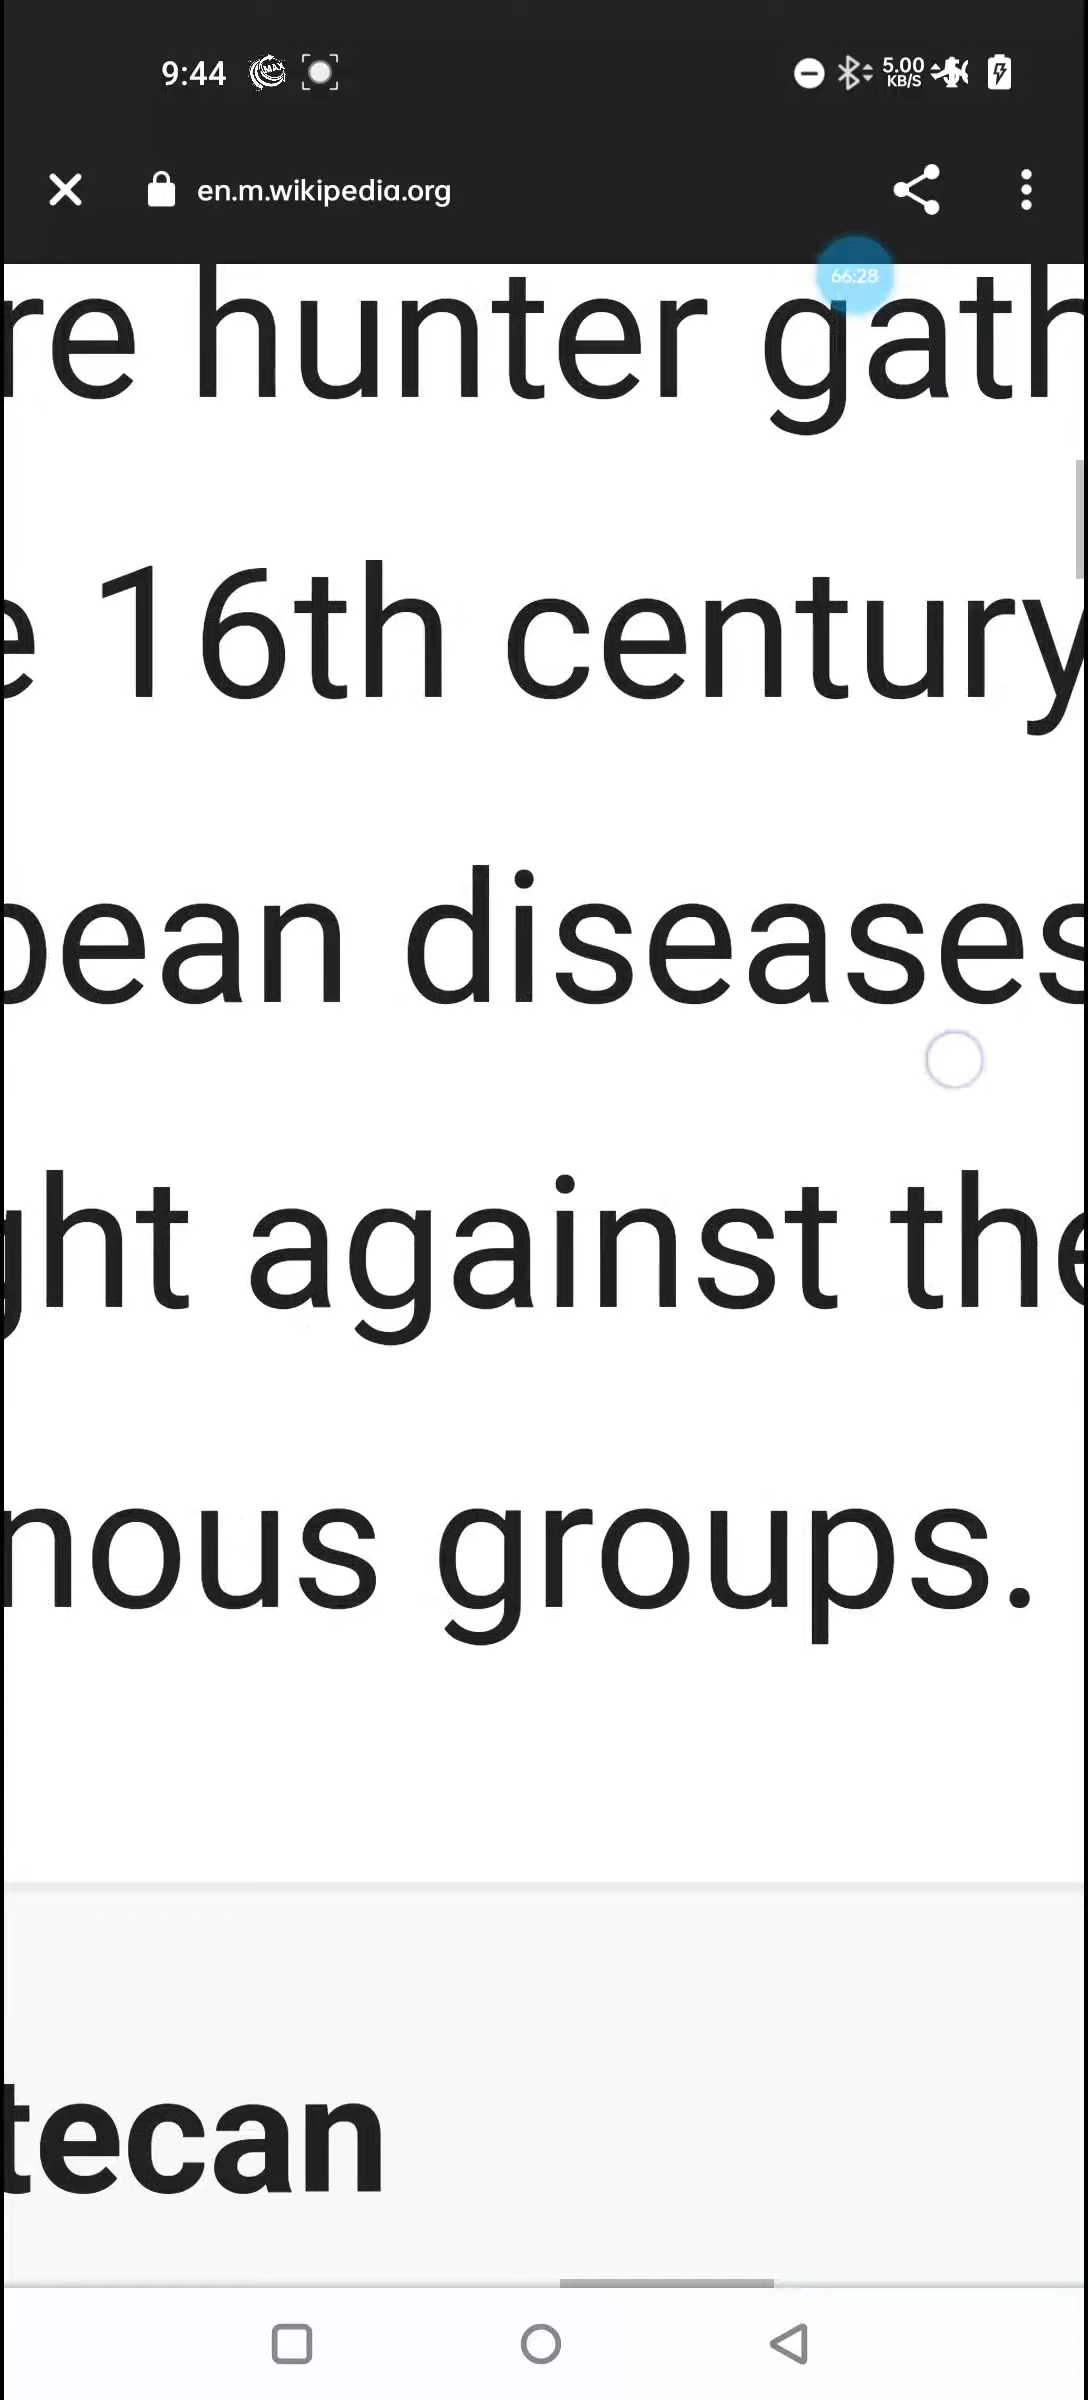 9:44
5.00
KB/S
en.m.wikipedia.org
66:28
re hunter gath
e 16th century
pean diseases
ght against the
nous groups.
tecan